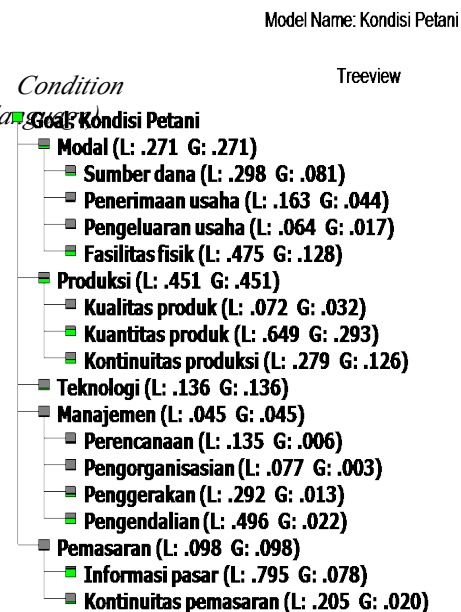 Model Name: Kondisi Petani
Treeview
Condition
Goal: Kondisi Petani
Modal (L: .271 G: .271)
Sumber dana (L: .298 G: .081)
Penerimaan usaha (L: .163 G: .044)
Pengeluaran usaha (L: .064 G: .017)
Fasilitas fisik (L: .475 G: .128)
Produksi (L: .451 G: .451)
Kualitas produk (L: .072 G: .032)
Kuantitas produk (L: .649 G: .293)
Kontinuitas produksi (L: .279 G: .126)
Teknologi (L: .136 G: .136)
Manajemen (L: .045 G: .045)
Perencanaan (L: .135 G: .006)
Pengorganisasian (L: .077 G: .003)
Penggerakan (L: .292 G: .013)
Pengendalian (L: .496 G: .022)
Pemasaran (L: .098 G: .098)
Informasi pasar (L: .795 G: .078)
Kontinuitas pemasaran (L: .205 G: .020)